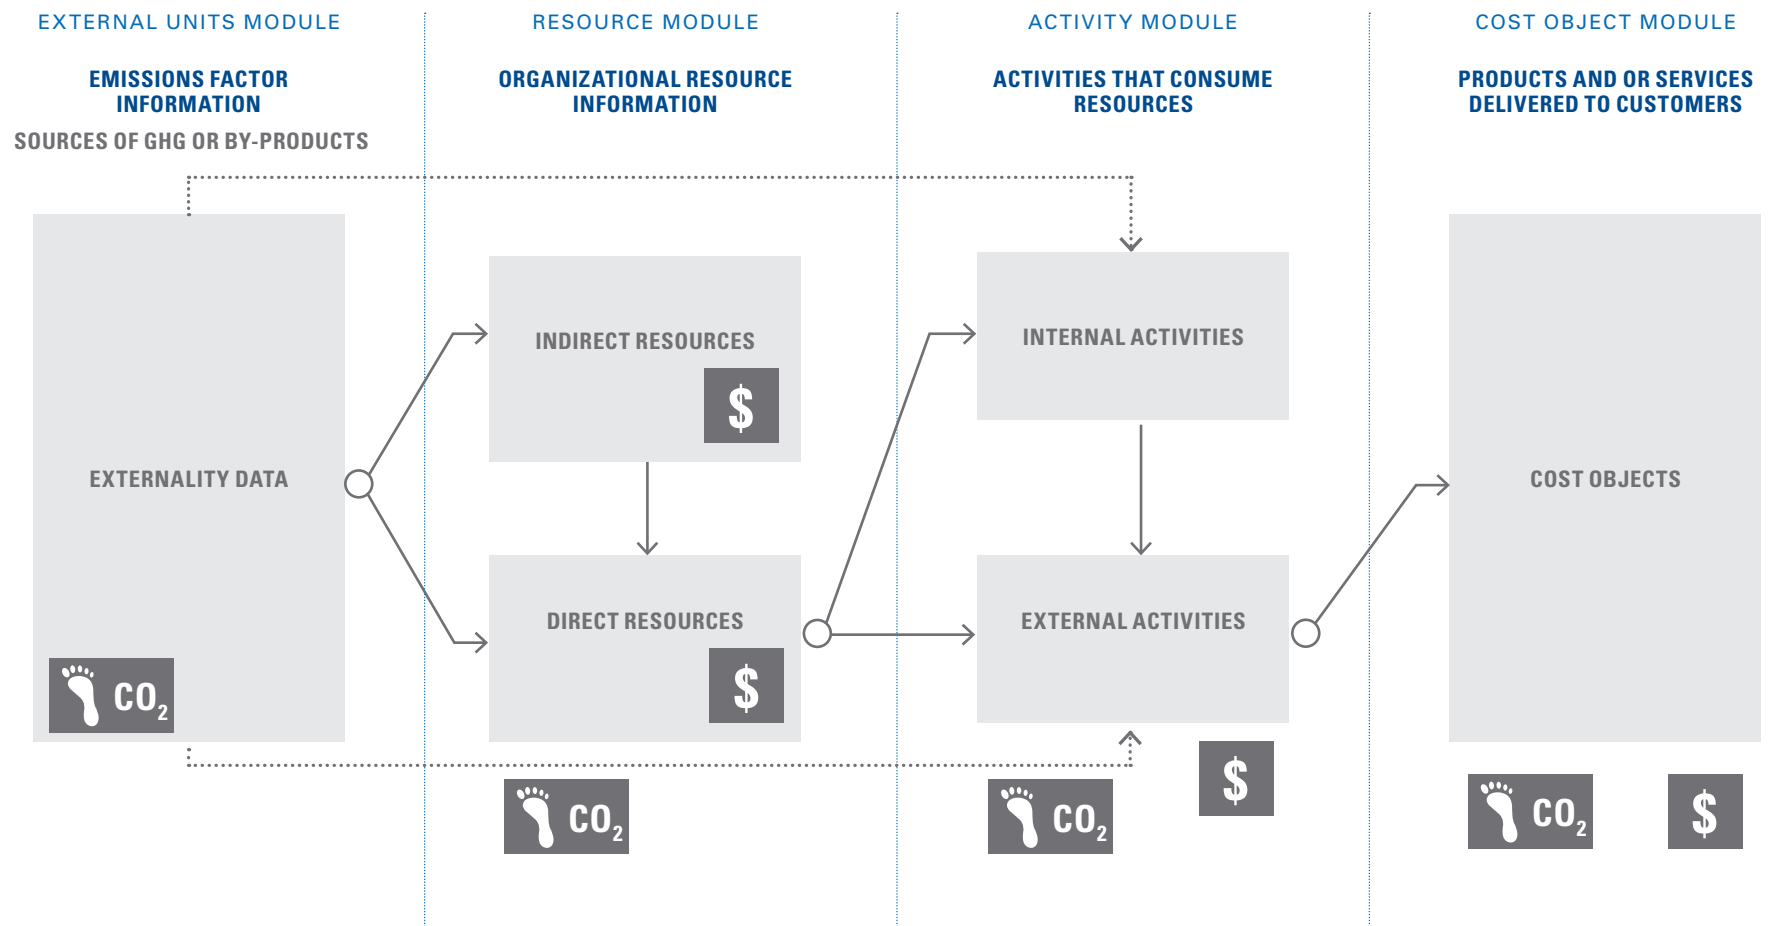 EXTERNAL UNITS MODULE
EMISSIONS FACTOR
INFORMATION
SOURCES OF GHG OR BY-PRODUCTS
EXTERNALITY DATA
CO₂
RESOURCE MODULE
ORGANIZATIONAL RESOURCE
INFORMATION
INDIRECT RESOURCES
$
DIRECT RESOURCES
$
CO₂
ACTIVITY MODULE
ACTIVITIES THAT CONSUME
RESOURCES
INTERNAL ACTIVITIES
EXTERNAL ACTIVITIES
$
CO₂
COST OBJECT MODULE
PRODUCTS AND OR SERVICES
DELIVERED TO CUSTOMERS
COST OBJECTS
CO₂
$